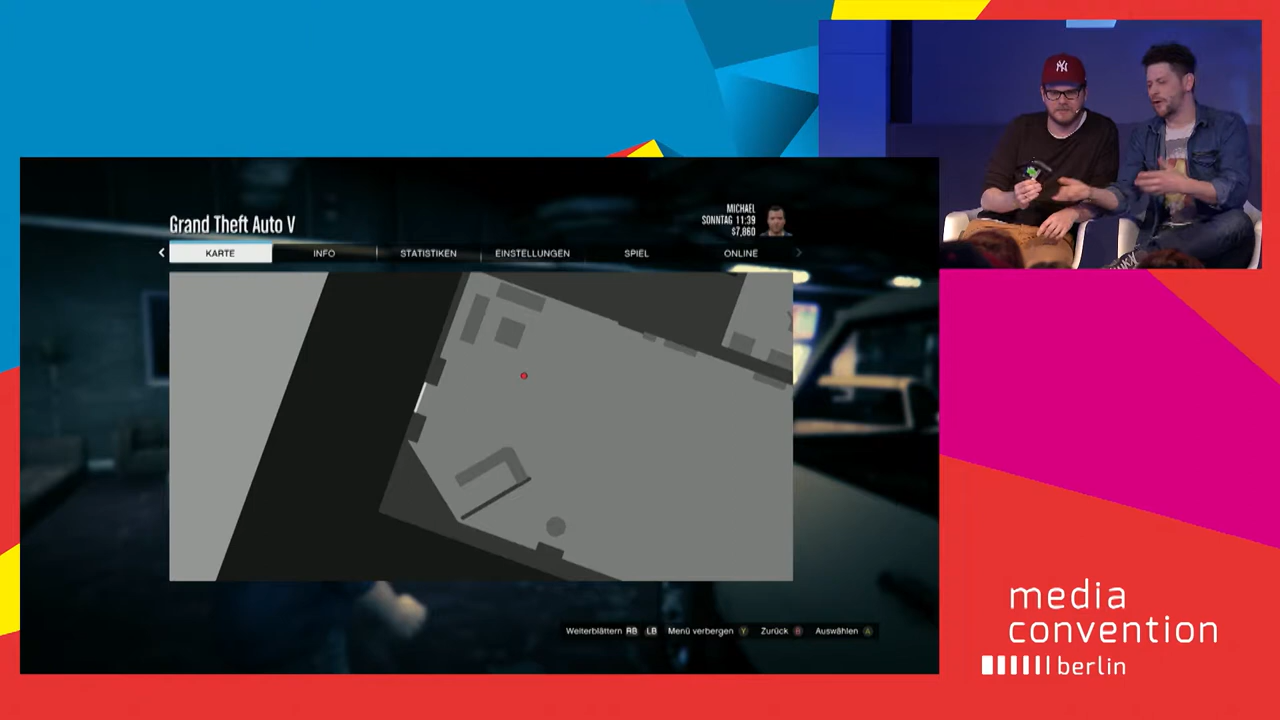 Grand Theft Auto V
MICHAEL
SONNTAG 11:39
$7,860
KARTE INFO STATISTIKEN EINSTELLUNGEN SPIEL ONLINE
Weiterblättern RB LB Menü verbergen Y Zurück B Auswählen A
media
convention
berlin